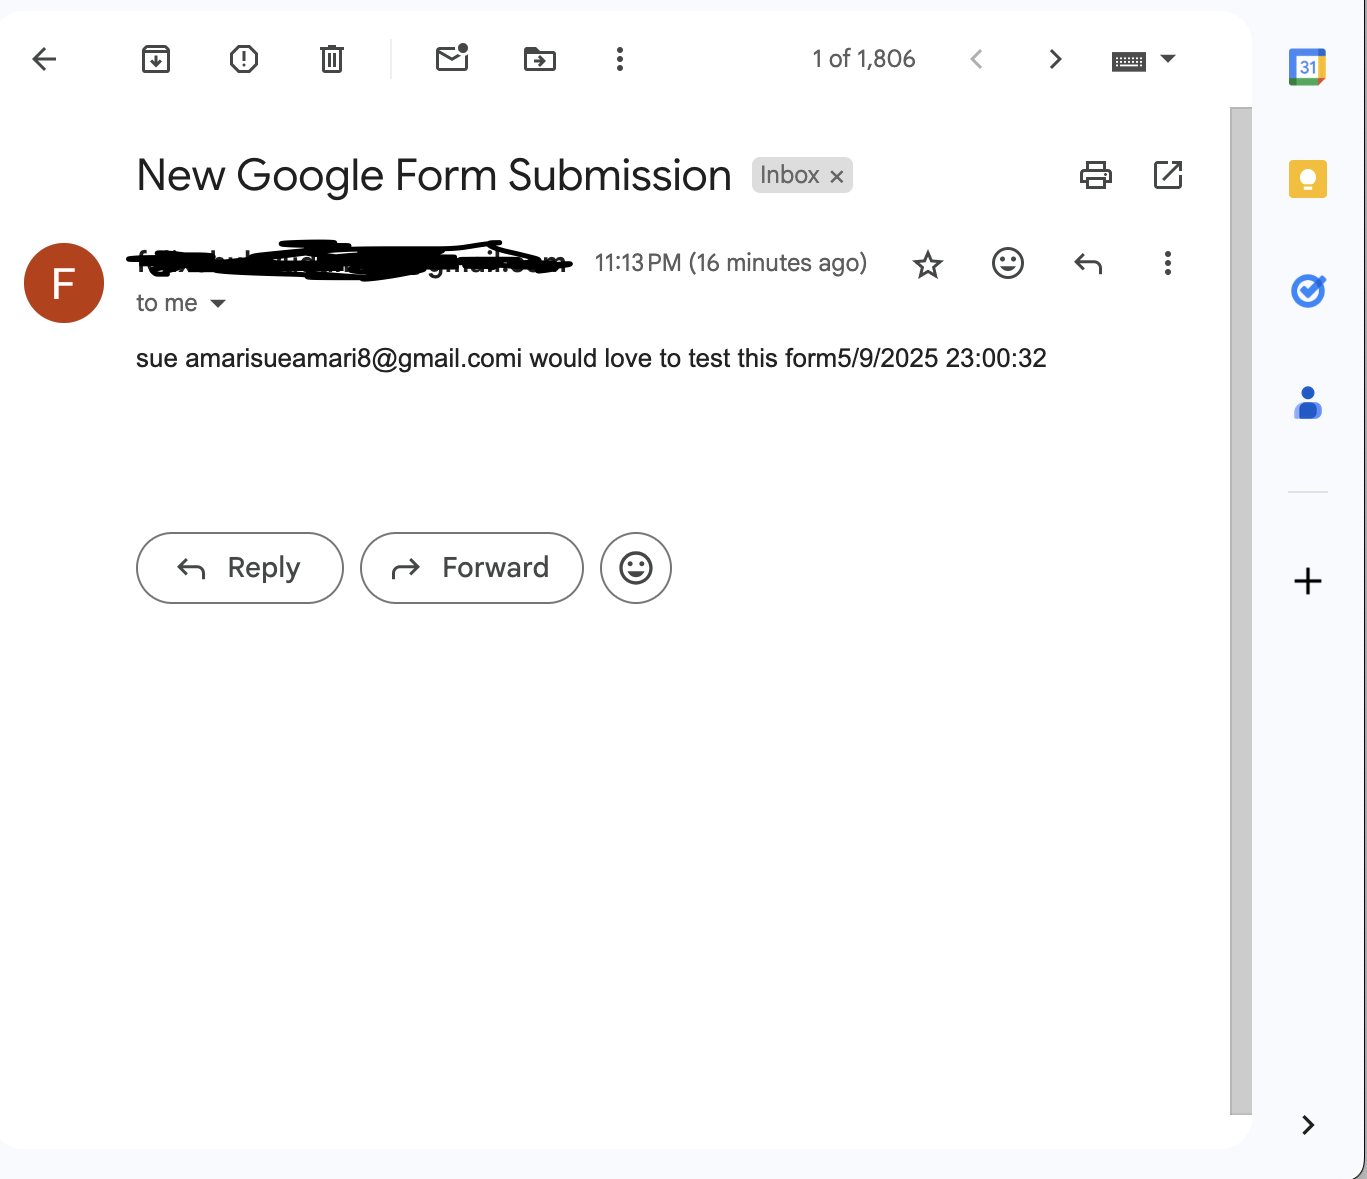 1 of 1,806
31
New Google Form Submission
Inbox ×
F
11:13 PM (16 minutes ago)
to me
sue amarisueamari8@gmail.comi would love to test this form5/9/2025 23:00:32
Reply
Forward